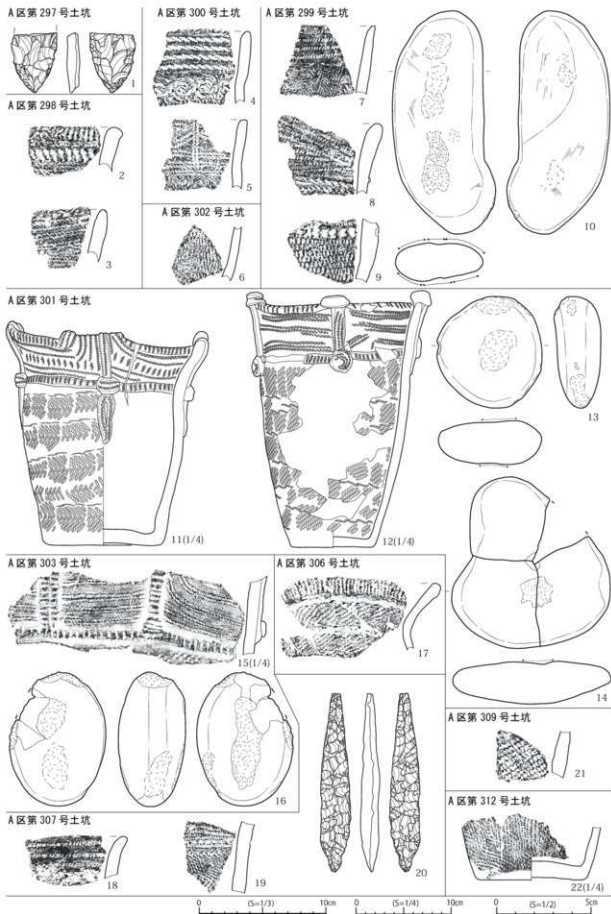 A区第297号土坑
1
A区第298号土坑
2
3
A区第300号土坑
4
5
A区第302号土坑
6
A区第299号土坑
7
8
9
10
A区第301号土坑
11(1/4)
12(1/4)
13
14
A区第303号土坑
15(1/4)
16
A区第306号土坑
17
A区第307号土坑
18
19
20
A区第309号土坑
21
A区第312号土坑
22(1/4)
0 (S=1/3) 10cm
0 (S=1/4) 10cm
0 (S=1/2) 5cm